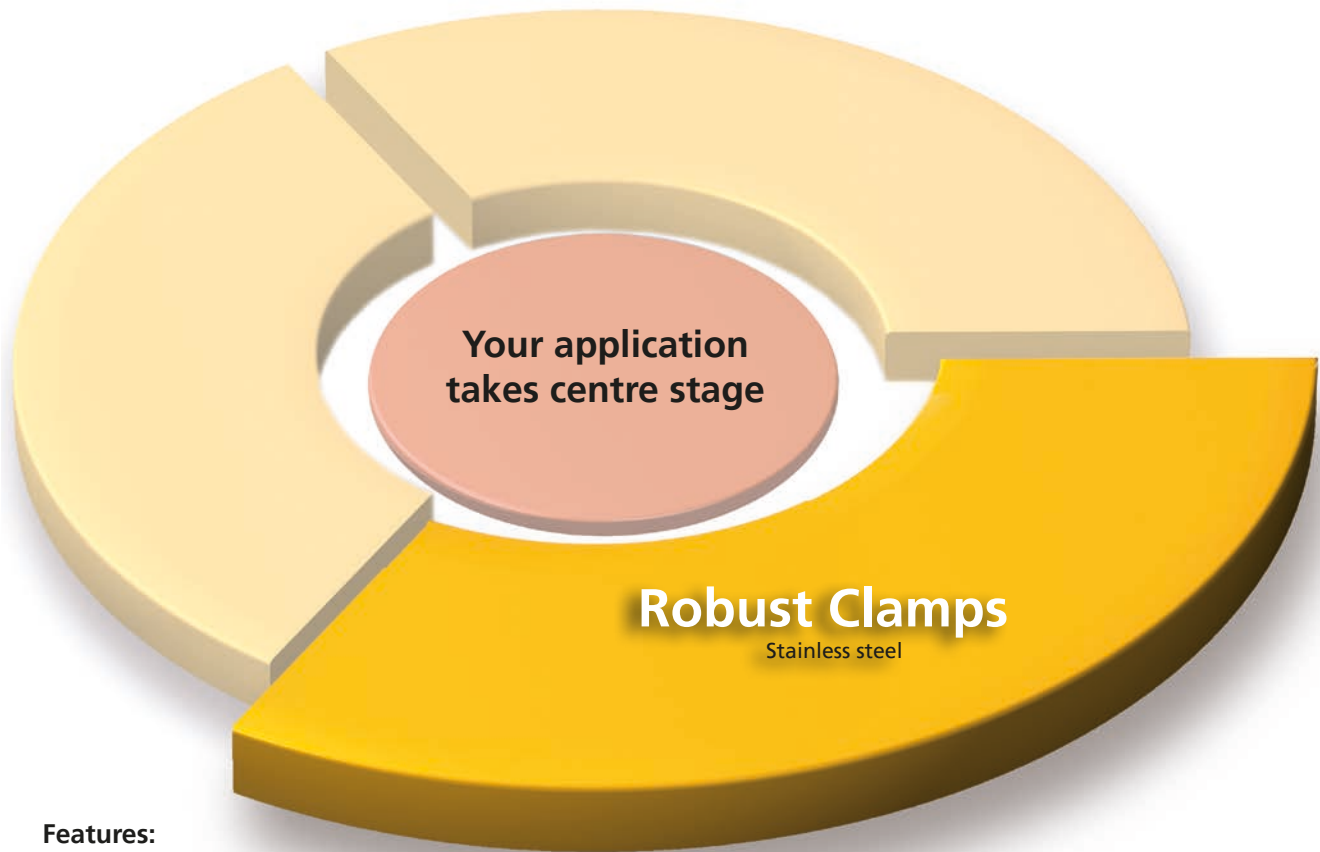 Your application
takes centre stage
Robust Clamps
Stainless steel
Features: